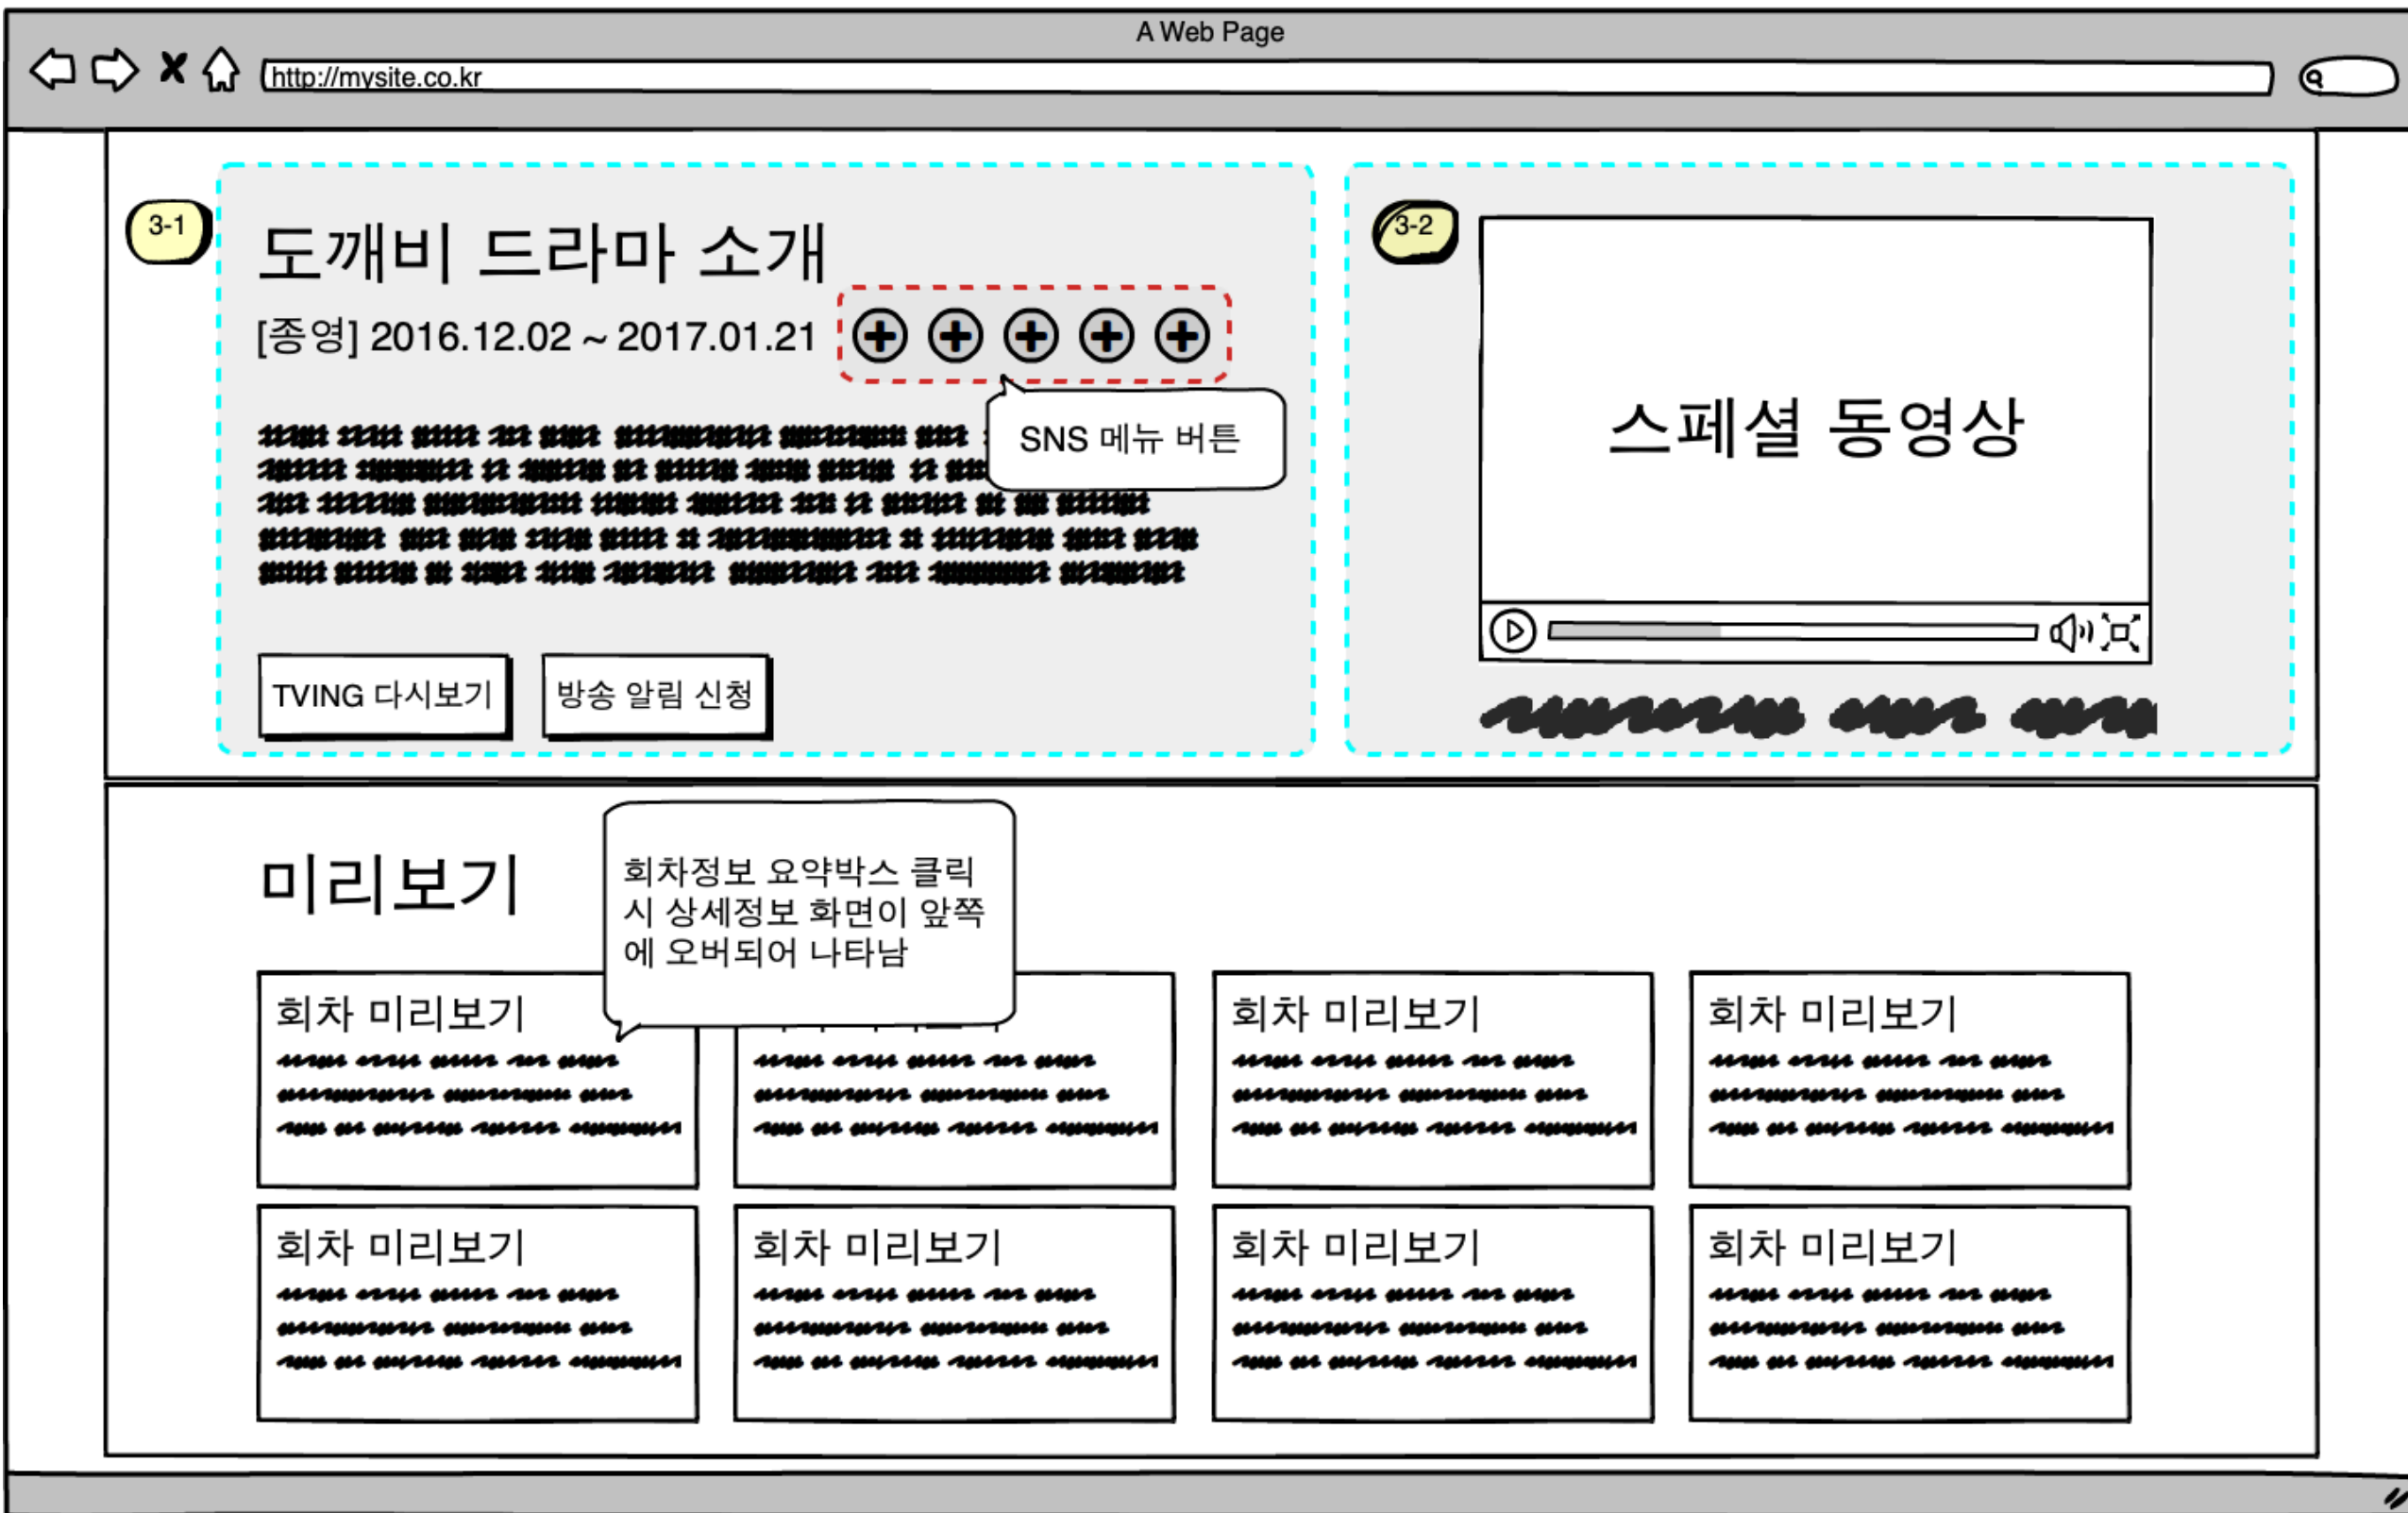 A Web Page
http://mysite.co.kr
3-1
도깨비 드라마 소개
[종영] 2016.12.02 ~ 2017.01.21
SNS 메뉴 버튼
TVING 다시보기
방송 알림 신청
3-2
스페셜 동영상
미리보기
회차정보 요약박스 클릭
시 상세정보 화면이 앞쪽
에 오버되어 나타남
회차 미리보기
회차 미리보기
회차 미리보기
회차 미리보기
회차 미리보기
회차 미리보기
회차 미리보기